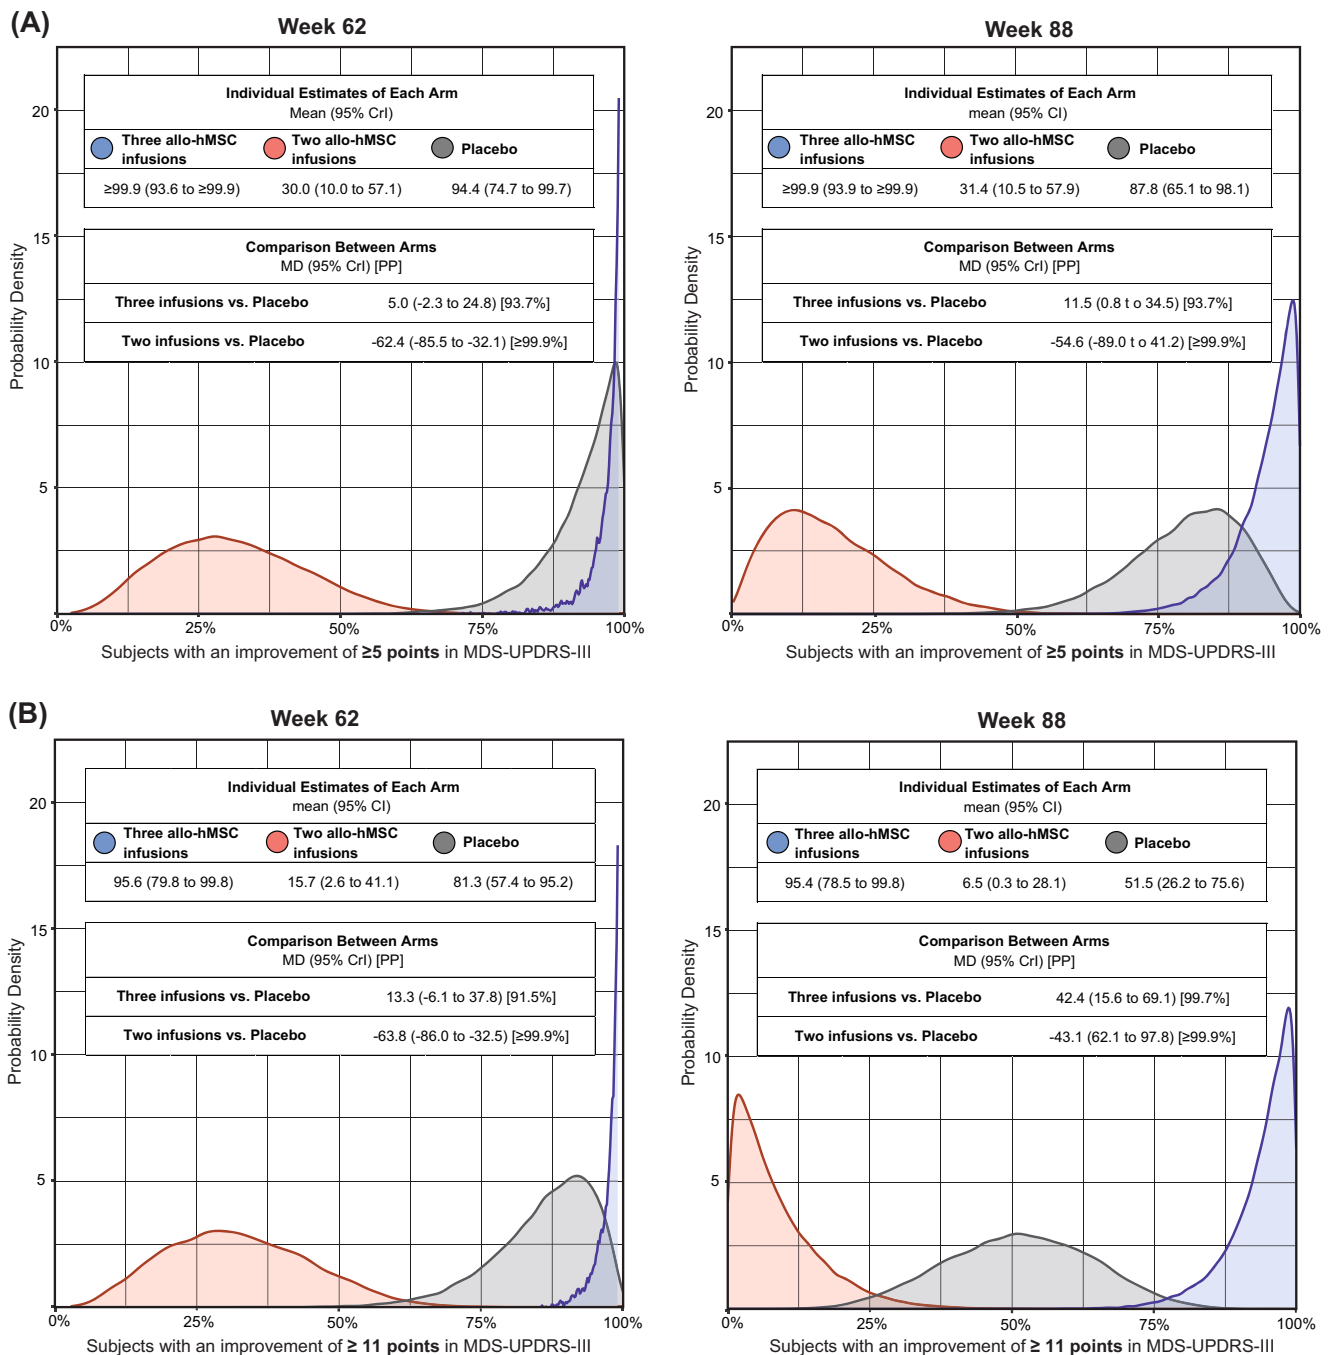 (A)
Week 62
Individual Estimates of Each Arm
Mean (95% CrI)
Three allo-hMSC infusions
Two allo-hMSC infusions
Placebo
≥99.9 (93.6 to ≥99.9)
30.0 (10.0 to 57.1)
94.4 (74.7 to 99.7)
Comparison Between Arms
MD (95% CrI) [PP]
Three infusions vs. Placebo
5.0 (-2.3 to 24.8) [93.7%]
Two infusions vs. Placebo
-62.4 (-85.5 to -32.1) [≥99.9%]
Probability Density
20
15
10
5
0%
25%
50%
75%
100%
Subjects with an improvement of ≥5 points in MDS-UPDRS-III
Week 88
Individual Estimates of Each Arm
mean (95% CI)
Three allo-hMSC infusions
Two allo-hMSC infusions
Placebo
≥99.9 (93.9 to ≥99.9)
31.4 (10.5 to 57.9)
87.8 (65.1 to 98.1)
Comparison Between Arms
MD (95% CrI) [PP]
Three infusions vs. Placebo
11.5 (0.8 t o 34.5) [93.7%]
Two infusions vs. Placebo
-54.6 (-89.0 t o 41.2) [≥99.9%]
Probability Density
20
15
10
5
0%
25%
50%
75%
100%
Subjects with an improvement of ≥5 points in MDS-UPDRS-III
(B)
Week 62
Individual Estimates of Each Arm
mean (95% CI)
Three allo-hMSC infusions
Two allo-hMSC infusions
Placebo
95.6 (79.8 to 99.8)
15.7 (2.6 to 41.1)
81.3 (57.4 to 95.2)
Comparison Between Arms
MD (95% CrI) [PP]
Three infusions vs. Placebo
13.3 (-6.1 to 37.8) [91.5%]
Two infusions vs. Placebo
-63.8 (-86.0 to -32.5) [≥99.9%]
Probability Density
20
15
10
5
0%
25%
50%
75%
100%
Subjects with an improvement of ≥ 11 points in MDS-UPDRS-III
Week 88
Individual Estimates of Each Arm
mean (95% CI)
Three allo-hMSC infusions
Two allo-hMSC infusions
Placebo
95.4 (78.5 to 99.8)
6.5 (0.3 to 28.1)
51.5 (26.2 to 75.6)
Comparison Between Arms
MD (95% CrI) [PP]
Three infusions vs. Placebo
42.4 (15.6 to 69.1) [99.7%]
Two infusions vs. Placebo
-43.1 (62.1 to 97.8) [≥99.9%]
Probability Density
20
15
10
5
0%
25%
50%
75%
100%
Subjects with an improvement of ≥ 11 points in MDS-UPDRS-III